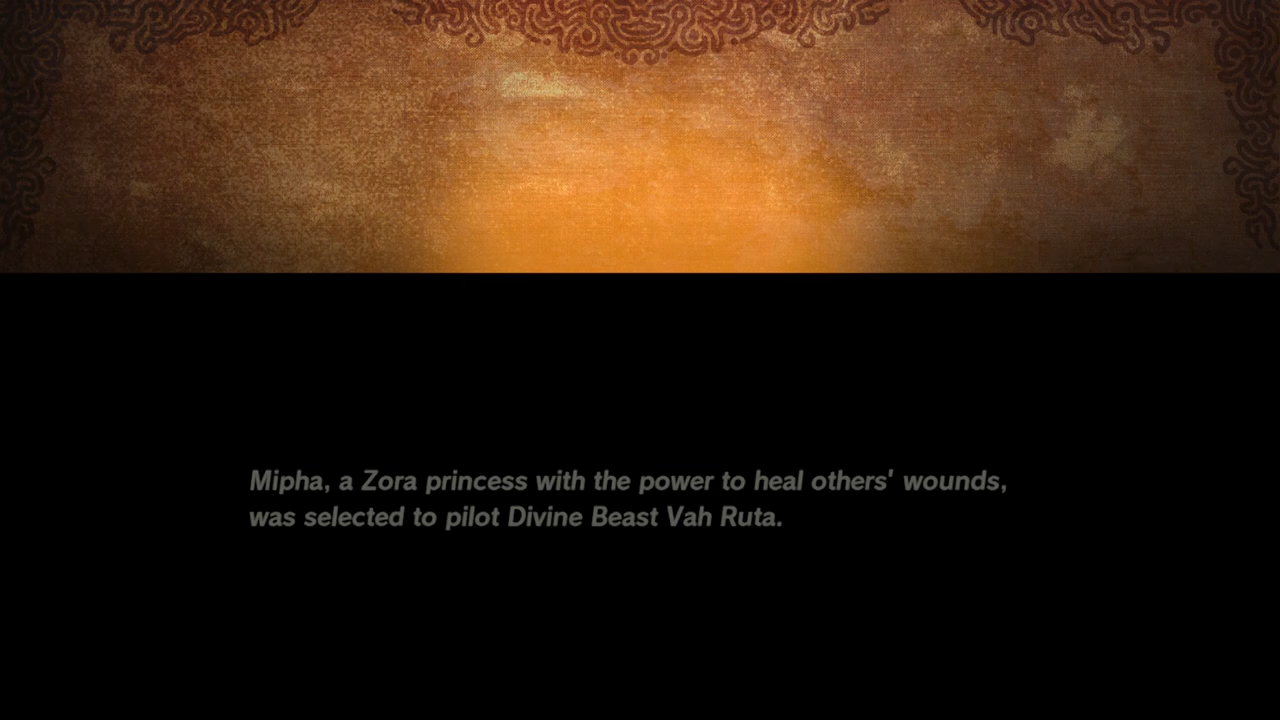 Mipha, a Zora princess with the power to heal others' wounds,
was selected to pilot Divine Beast Vah Ruta.